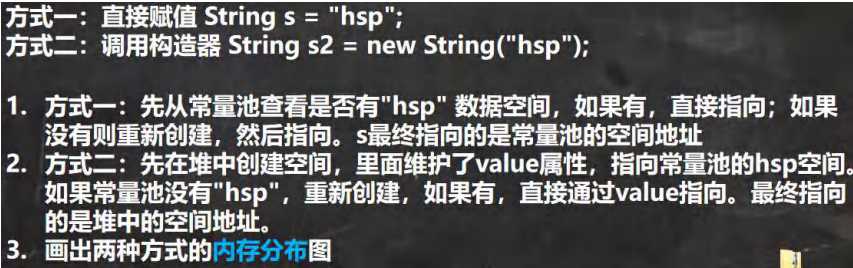 方式一：直接赋值 String s = "hsp";
方式二：调用构造器 String s2 = new String("hsp");
1. 方式一：先从常量池查看是否有"hsp" 数据空间，如果有，直接指向；如果
没有则重新创建，然后指向。s最终指向的是常量池的空间地址
2. 方式二：先在堆中创建空间，里面维护了value属性，指向常量池的hsp空间。
如果常量池没有"hsp"，重新创建，如果有，直接通过value指向。最终指向
的是堆中的空间地址。
3. 画出两种方式的内存分布图